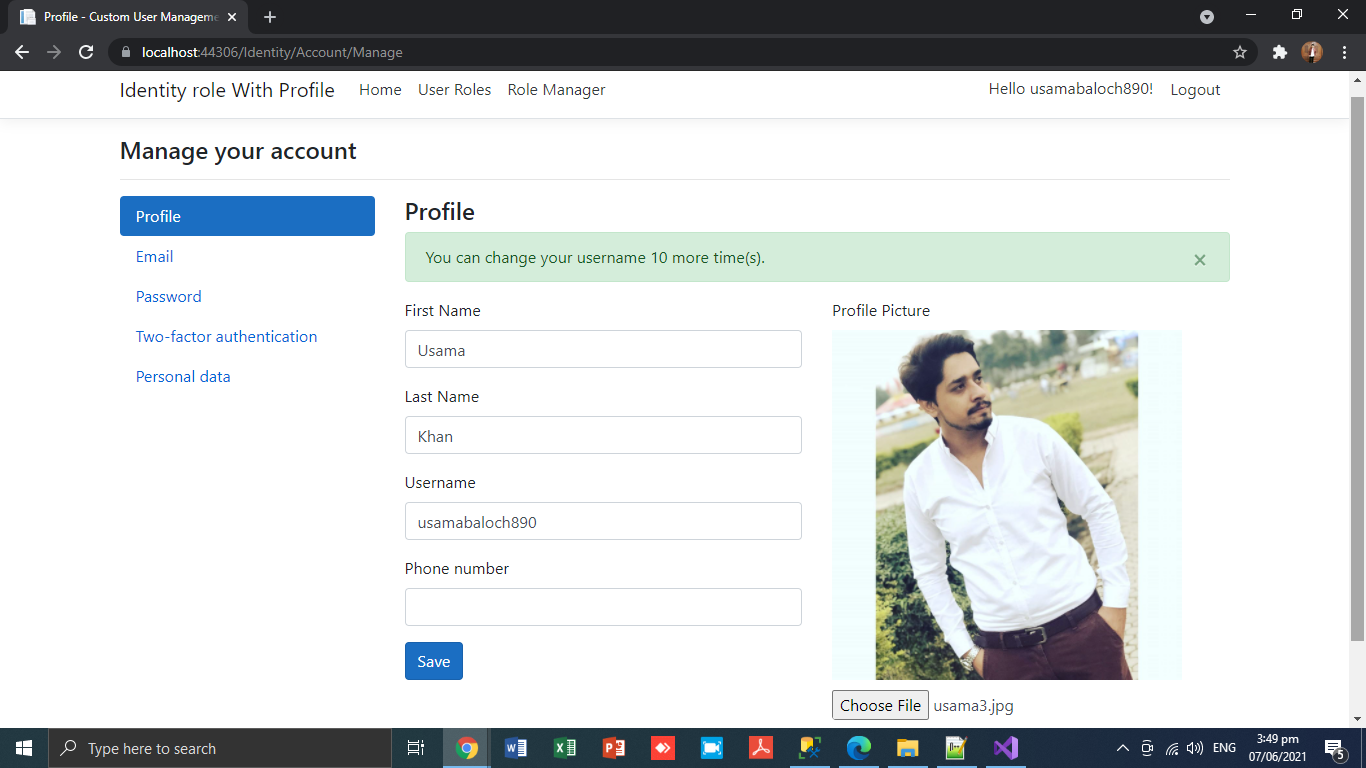 Profile - Custom User Manageme
localhost:44306/Identity/Account/Manage
Identity role With Profile Home User Roles Role Manager Hello usamabaloch890! Logout
Manage your account
Profile
Email
Password
Two-factor authentication
Personal data
Profile
You can change your username 10 more time(s). ×
First Name
Usama
Last Name
Khan
Username
usamabaloch890
Phone number
Save
Profile Picture
Choose File usama3.jpg
Type here to search
ENG
3:49 pm
07/06/2021
5